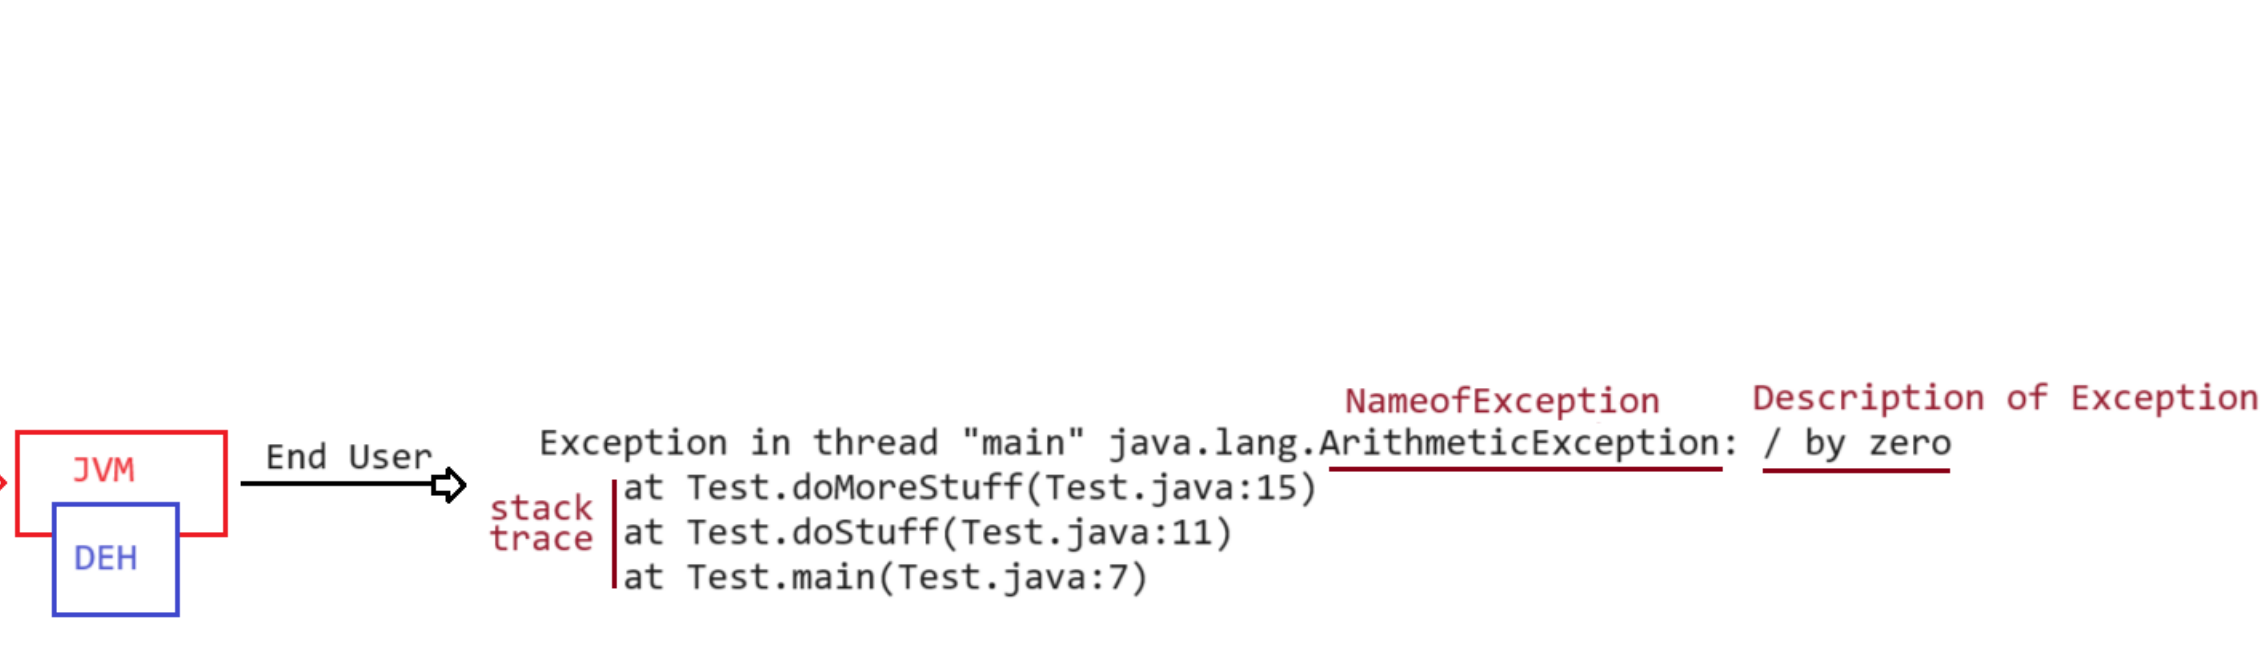 NameofException
Description of Exception
JVM
DEH
End User
Exception in thread "main" java.lang.ArithmeticException: / by zero
stack
trace
at Test.doMoreStuff(Test.java:15)
at Test.doStuff(Test.java:11)
at Test.main(Test.java:7)